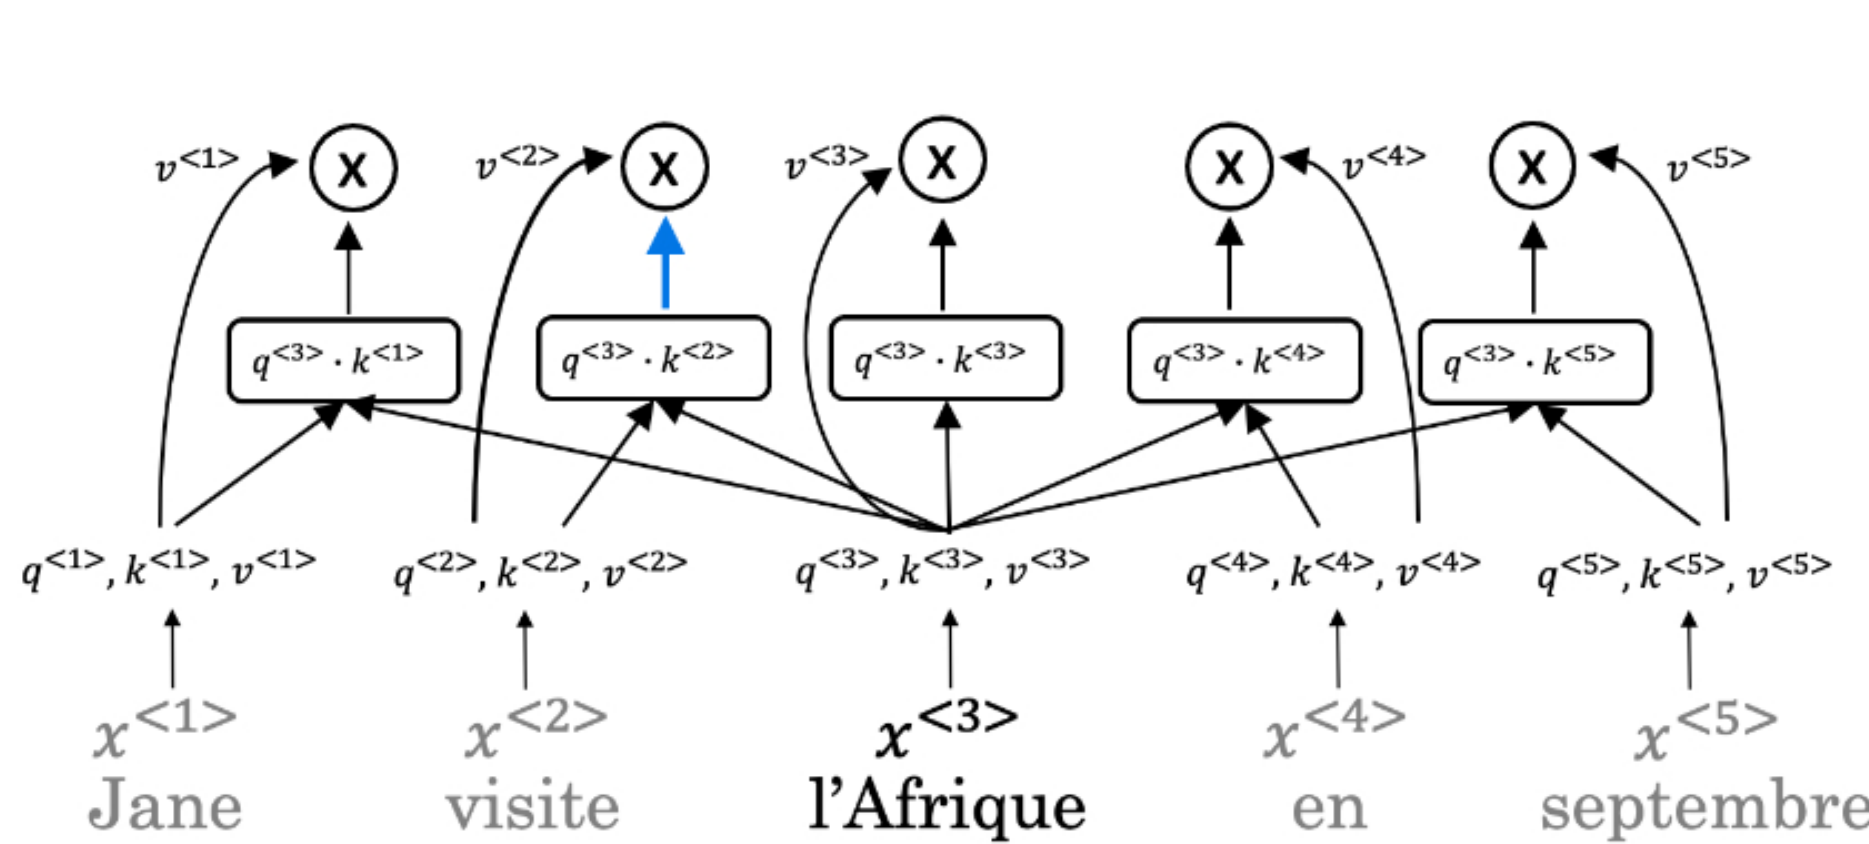 v<1> X v<2> X v<3> X X v<4> X v<5>
q<3> · k<1> q<3> · k<2> q<3> · k<3> q<3> · k<4> q<3> · k<5>
q<1>, k<1>, v<1> q<2>, k<2>, v<2> q<3>, k<3>, v<3> q<4>, k<4>, v<4> q<5>, k<5>, v<5>
x<1> x<2> x<3> x<4> x<5>
Jane visite l’Afrique en septembre